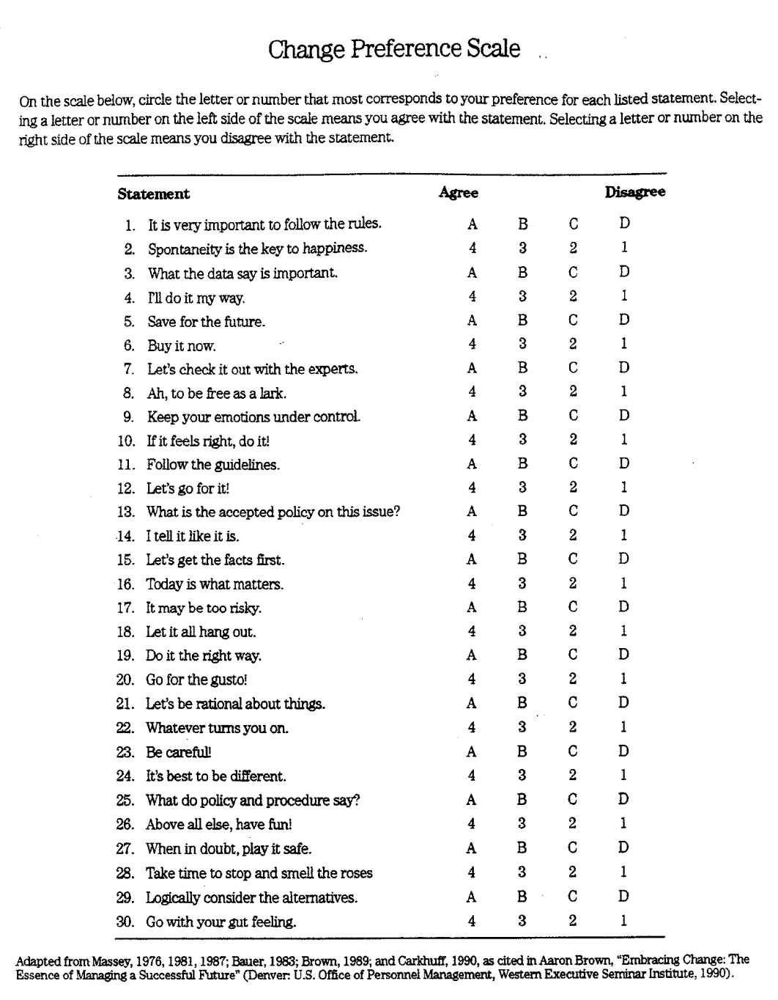 Change Preference Scale
On the scale below, circle the letter or number that most corresponds to your preference for each listed statement. Select-
ing a letter or number on the left side of the scale means you agree with the statement. Selecting a letter or number on the
right side of the scale means you disagree with the statement.
Statement Agree Disagree
1. It is very important to follow the rules. A B C D
2. Spontaneity is the key to happiness. 4 3 2 1
3. What the data say is important. A B C D
4. I'll do it my way. 4 3 2 1
5. Save for the future. A B C D
6. Buy it now. 4 3 2 1
7. Let's check it out with the experts. A B C D
8. Ah, to be free as a lark. 4 3 2 1
9. Keep your emotions under control. A B C D
10. If it feels right, do it! 4 3 2 1
11. Follow the guidelines. A B C D
12. Let's go for it! 4 3 2 1
13. What is the accepted policy on this issue? A B C D
14. I tell it like it is. 4 3 2 1
15. Let's get the facts first. A B C D
16. Today is what matters. 4 3 2 1
17. It may be too risky. A B C D
18. Let it all hang out. 4 3 2 1
19. Do it the right way. A B C D
20. Go for the gusto! 4 3 2 1
21. Let's be rational about things. A B C D
22. Whatever turns you on. 4 3 2 1
23. Be careful! A B C D
24. It's best to be different. 4 3 2 1
25. What do policy and procedure say? A B C D
26. Above all else, have fun! 4 3 2 1
27. When in doubt, play it safe. A B C D
28. Take time to stop and smell the roses 4 3 2 1
29. Logically consider the alternatives. A B C D
30. Go with your gut feeling. 4 3 2 1
Adapted from Massey, 1976, 1981, 1987; Bauer, 1983; Brown, 1989; and Carkhuff, 1990, as cited in Aaron Brown, "Embracing Change: The
Essence of Managing a Successful Future" (Denver: U.S. Office of Personnel Management, Western Executive Seminar Institute, 1990).